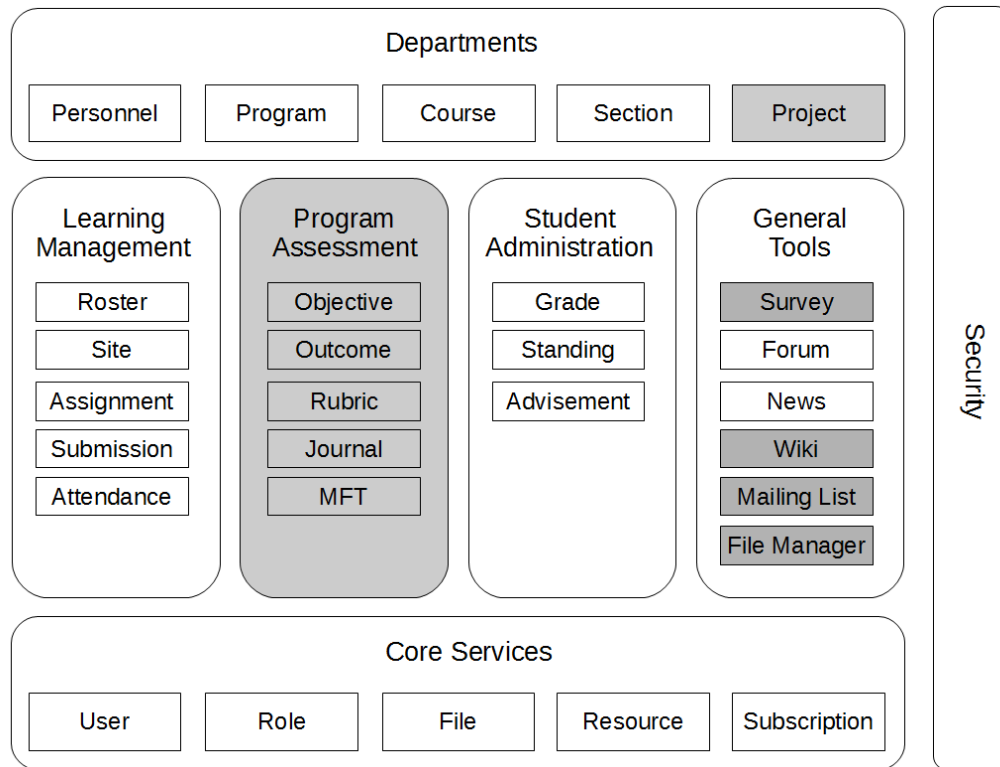 Departments
Personnel
Program
Course
Section
Project
Learning
Management
Roster
Site
Assignment
Submission
Attendance
Program
Assessment
Objective
Outcome
Rubric
Journal
MFT
Student
Administration
Grade
Standing
Advisement
General
Tools
Survey
Forum
News
Wiki
Mailing List
File Manager
Core Services
User
Role
File
Resource
Subscription
Security